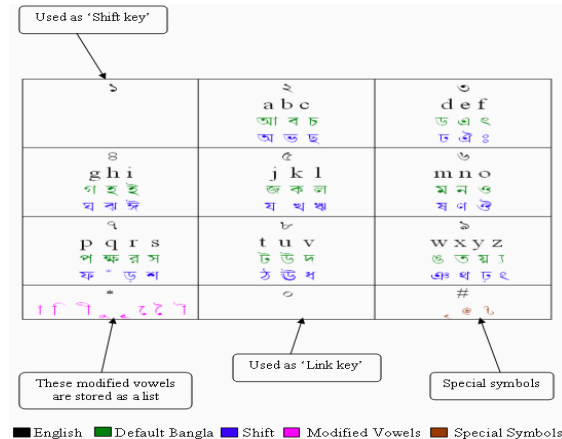 Used as ‘Shift key’
১ ২ ৩
a b c d e f
আ ব চ ড এ ৎ
অ ভ ছ ঢ ঐ ঃ
৪ ৫ ৬
g h i j k l m n o
গ হ ই জ ক ল ম ন ও
ঘ ঝ ঈ য খ ঋ ষ ণ ঔ
৭ ৮ ৯
p q r s t u v w x y z
প ক্ষ র স ট উ দ ঙ ত য় ্য
ফ ঁ ড় শ ঠ ঊ ধ ঞ থ ঢ় ৎ
* ০ #
া ি ী ু ূ ে ৈ ৗ
These modified vowels
are stored as a list
Used as ‘Link key’
Special symbols
English Default Bangla Shift Modified Vowels Special Symbols